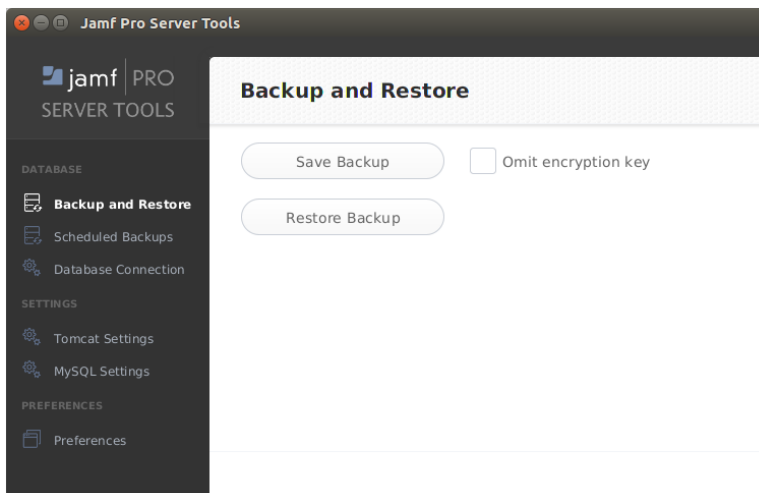 Jamf Pro Server Tools
jamf PRO
SERVER TOOLS
DATABASE
Backup and Restore
Scheduled Backups
Database Connection
SETTINGS
Tomcat Settings
MySQL Settings
PREFERENCES
Preferences
Backup and Restore
Save Backup
Omit encryption key
Restore Backup